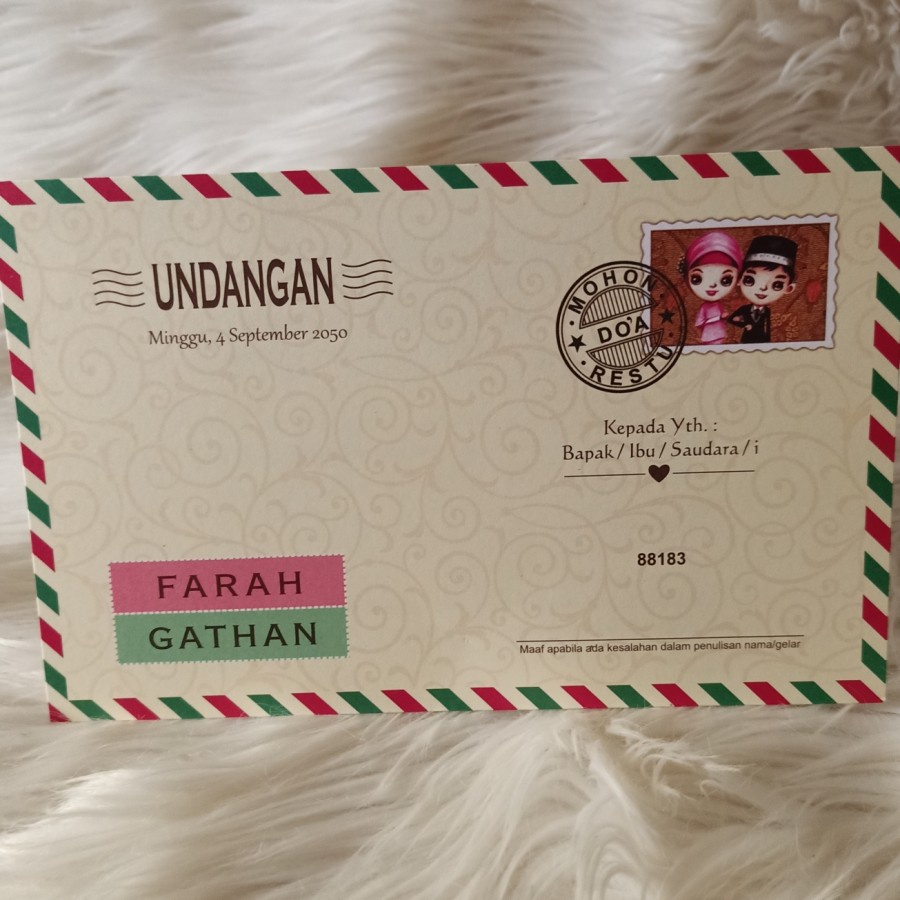 UNDANGAN
Minggu, 4 September 2050
MOHON
DO'A
RESTU
Kepada Yth. :
Bapak / Ibu / Saudara / i
88183
FARAH
GATHAN
Maaf apabila ada kesalahan dalam penulisan nama/gelar